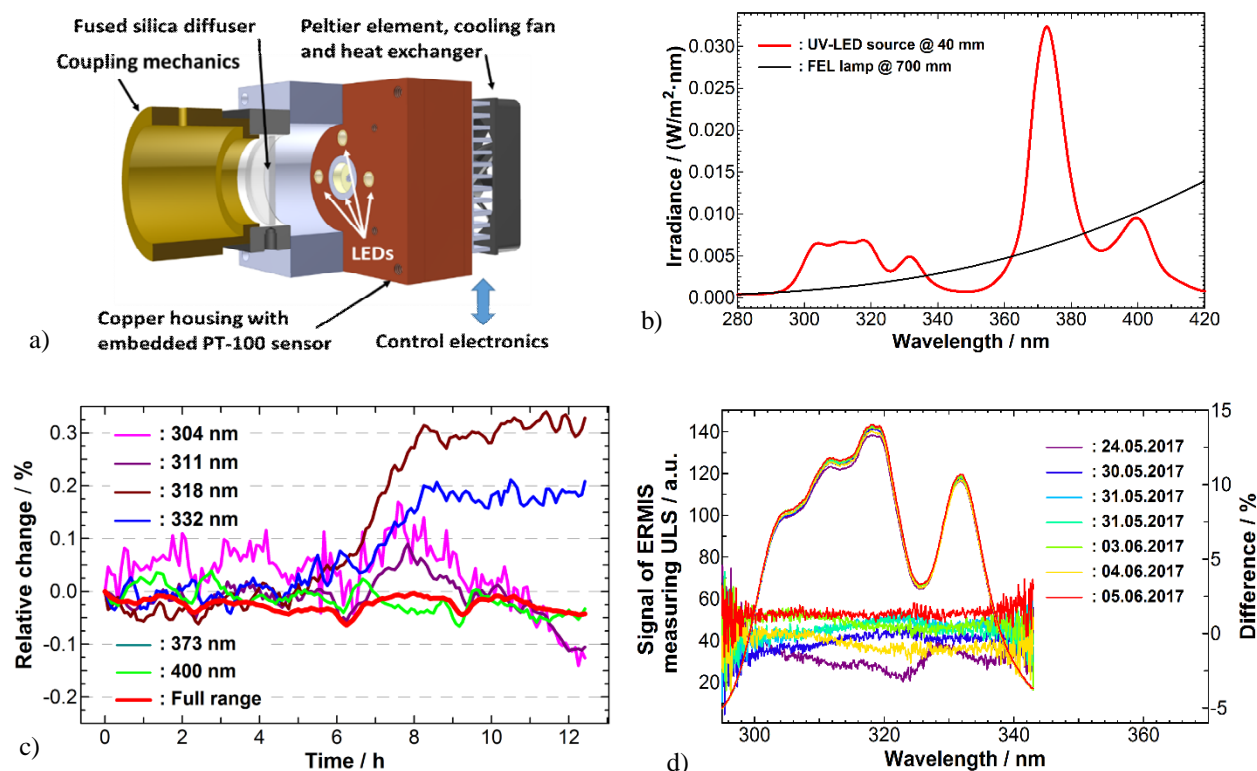 Fused silica diffuser
Coupling mechanics
Peltier element, cooling fan
and heat exchanger
LEDs
Copper housing with
embedded PT-100 sensor
Control electronics
a)
Irradiance / (W/m²·nm)
0.030
0.025
0.020
0.015
0.010
0.005
0.000
: UV-LED source @ 40 mm
: FEL lamp @ 700 mm
280 300 320 340 360 380 400 420
Wavelength / nm
b)
Relative change / %
0.3
0.2
0.1
0.0
-0.1
-0.2
: 304 nm
: 311 nm
: 318 nm
: 332 nm
: 373 nm
: 400 nm
: Full range
0 2 4 6 8 10 12
Time / h
c)
Signal of ERMIS
measuring ULS / a.u.
140
120
100
80
60
40
20
: 24.05.2017
: 30.05.2017
: 31.05.2017
: 31.05.2017
: 03.06.2017
: 04.06.2017
: 05.06.2017
15
10
5
0
-5
Difference / %
300 320 340 360
Wavelength / nm
d)